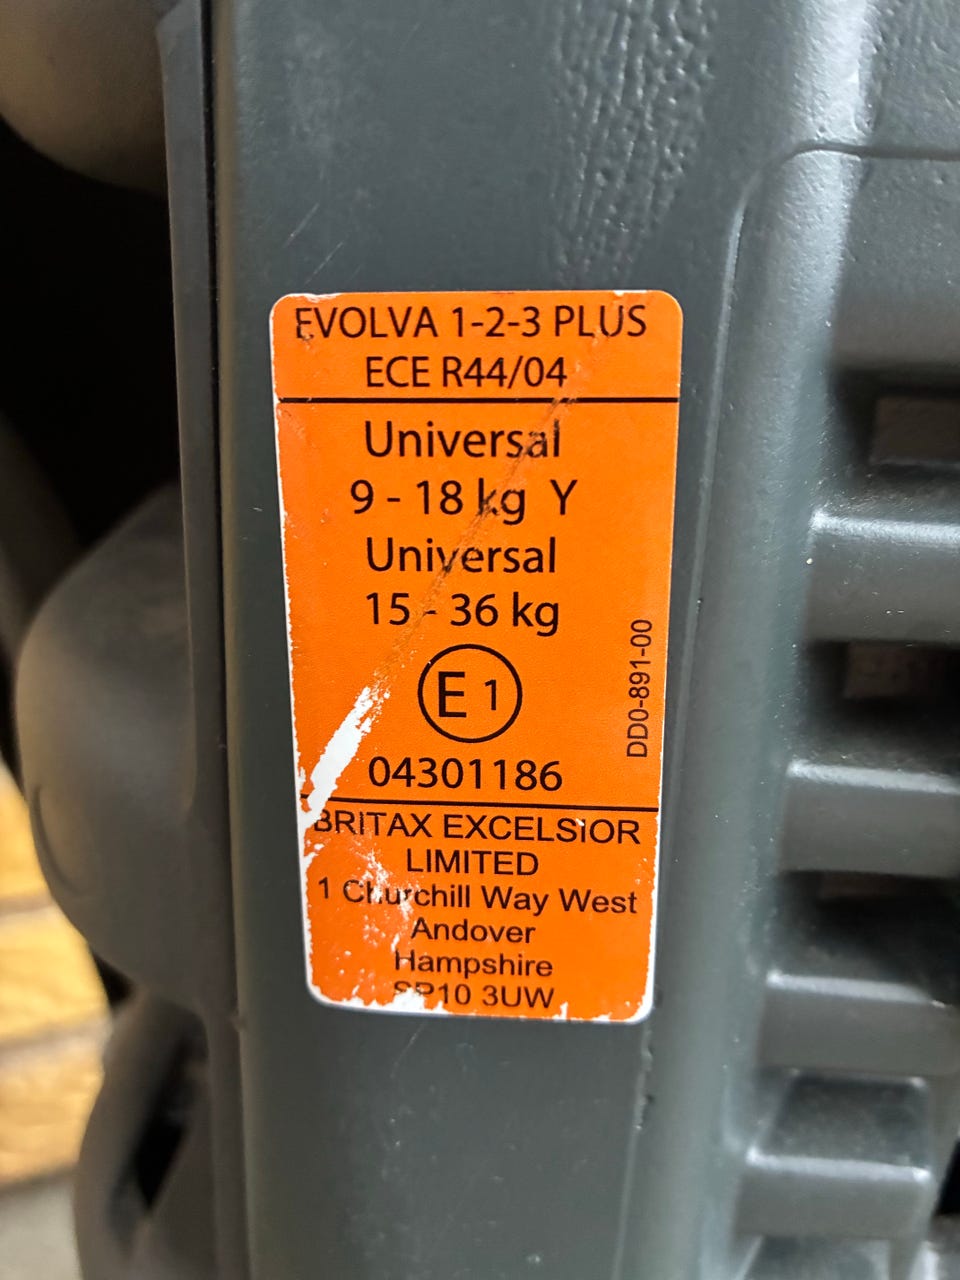 EVOLVA 1-2-3 PLUS
ECE R44/04
Universal
9 - 18 kg Y
Universal
15 - 36 kg
E 1
04301186
DD0-891-00
BRITAX EXCELSIOR
LIMITED
1 Churchill Way West
Andover
Hampshire
SP10 3UW